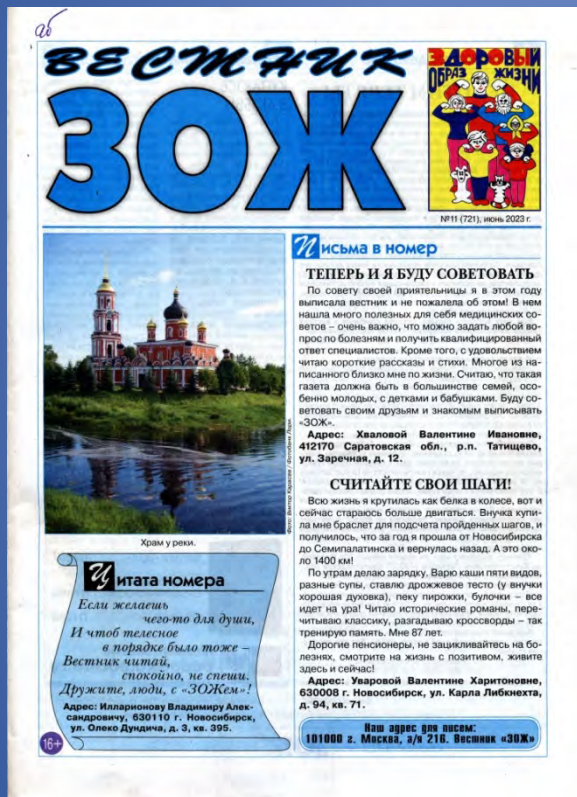 аб
ВЕСТНИК
ЗОЖ
ЗДОРОВЫЙ
ОБРАЗ ЖИЗНИ
№11 (721), июнь 2023 г.
Фото: Виктор Карасев / Фотобанк Лори.
Храм у реки.
Цитата номера
Если желаешь
чего-то для души,
И чтоб телесное
в порядке было тоже –
Вестник читай,
спокойно, не спеши.
Дружите, люди, с «ЗОЖем»!
Адрес: Илларионову Владимиру Алек-
сандровичу, 630110 г. Новосибирск,
ул. Олеко Дундича, д. 3, кв. 395.
16+
Письма в номер
ТЕПЕРЬ И Я БУДУ СОВЕТОВАТЬ
По совету своей приятельницы я в этом году
выписала вестник и не пожалела об этом! В нем
нашла много полезных для себя медицинских со-
ветов – очень важно, что можно задать любой во-
прос по болезням и получить квалифицированный
ответ специалистов. Кроме того, с удовольствием
читаю короткие рассказы и стихи. Многое из на-
писанного близко мне по жизни. Считаю, что такая
газета должна быть в большинстве семей, осо-
бенно молодых, с детками и бабушками. Буду со-
ветовать своим друзьям и знакомым выписывать
«ЗОЖ».
Адрес: Хваловой Валентине Ивановне,
412170 Саратовская обл., р.п. Татищево,
ул. Заречная, д. 12.
СЧИТАЙТЕ СВОИ ШАГИ!
Всю жизнь я крутилась как белка в колесе, вот и
сейчас стараюсь больше двигаться. Внучка купи-
ла мне браслет для подсчета пройденных шагов, и
получилось, что за год я прошла от Новосибирска
до Семипалатинска и вернулась назад. А это око-
ло 1400 км!
По утрам делаю зарядку. Варю каши пяти видов,
разные супы, ставлю дрожжевое тесто (у внучки
хорошая духовка), пеку пирожки, булочки – все
идет на ура! Читаю исторические романы, пере-
читываю классику, разгадываю кроссворды – так
тренирую память. Мне 87 лет.
Дорогие пенсионеры, не зацикливайтесь на бо-
лезнях, смотрите на жизнь с позитивом, живите
здесь и сейчас!
Адрес: Уваровой Валентине Харитоновне,
630008 г. Новосибирск, ул. Карла Либкнехта,
д. 94, кв. 71.
Наш адрес для писем:
101000 г. Москва, а/я 216. Вестник «ЗОЖ»